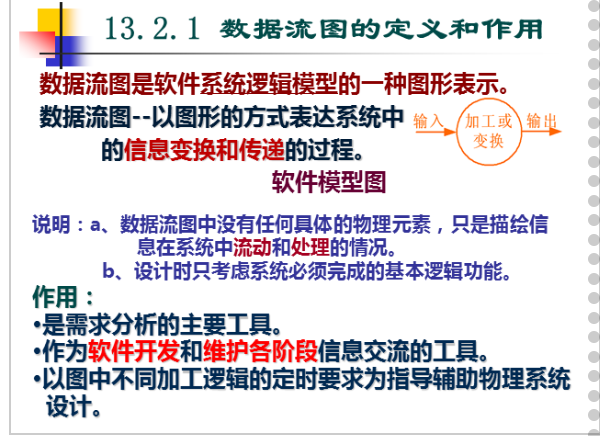 13.2.1 数据流图的定义和作用
数据流图是软件系统逻辑模型的一种图形表示。
数据流图--以图形的方式表达系统中
的信息变换和传递的过程。
输入
加工或
变换
输出
软件模型图
说明：a、数据流图中没有任何具体的物理元素，只是描绘信
息在系统中流动和处理的情况。
b、设计时只考虑系统必须完成的基本逻辑功能。
作用：
•是需求分析的主要工具。
•作为软件开发和维护各阶段信息交流的工具。
•以图中不同加工逻辑的定时要求为指导辅助物理系统
设计。